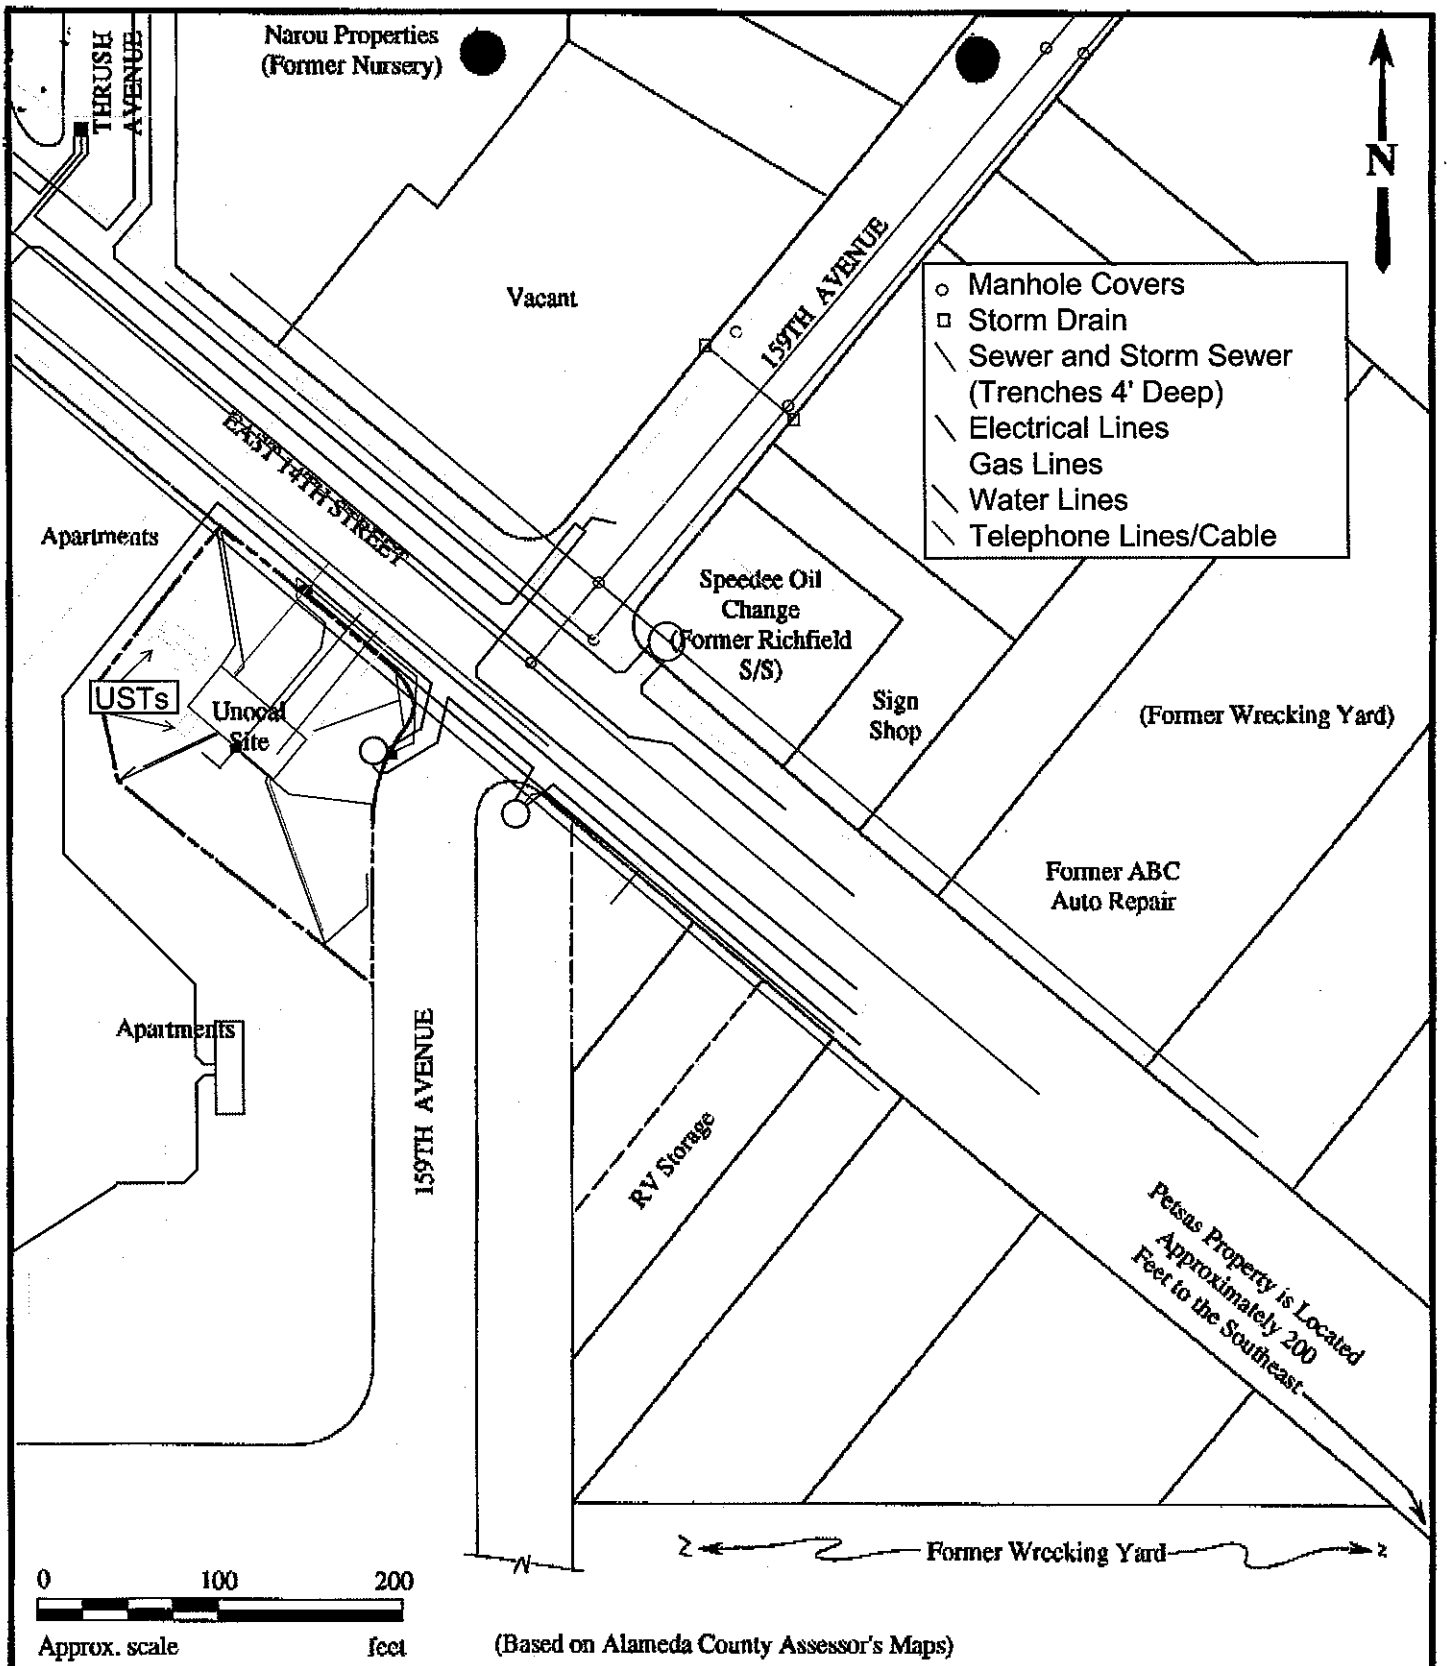 THRUSH
AVENUE
Narou Properties
(Former Nursery)
N
159TH AVENUE
Vacant
Manhole Covers
Storm Drain
Sewer and Storm Sewer
(Trenches 4' Deep)
Electrical Lines
Gas Lines
Water Lines
Telephone Lines/Cable
EAST 14TH STREET
Apartments
Speedee Oil
Change
(Former Richfield
S/S)
USTs
Unocal
Site
Sign
Shop
(Former Wrecking Yard)
Former ABC
Auto Repair
Apartments
159TH AVENUE
RV Storage
Petsas Property is Located
Approximately 200
Feet to the Southeast
Former Wrecking Yard
0 100 200
Approx. scale feet
(Based on Alameda County Assessor's Maps)